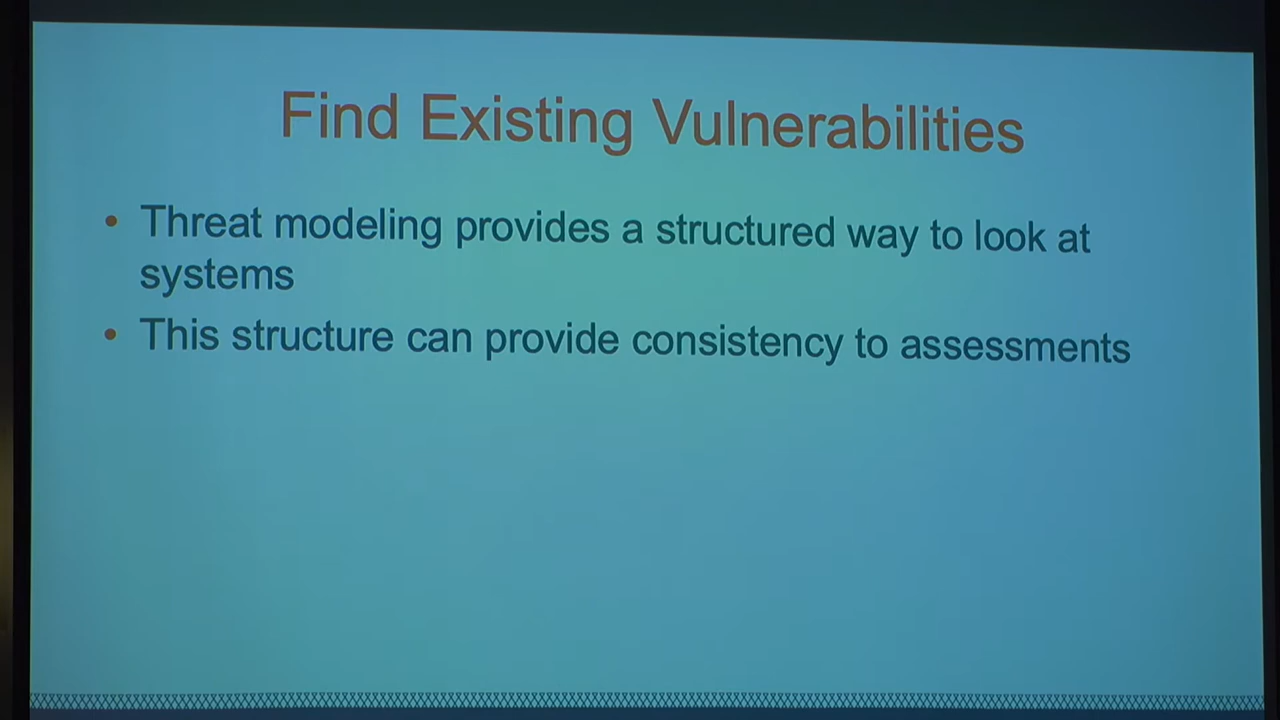 Find Existing Vulnerabilities
• Threat modeling provides a structured way to look at
systems
• This structure can provide consistency to assessments